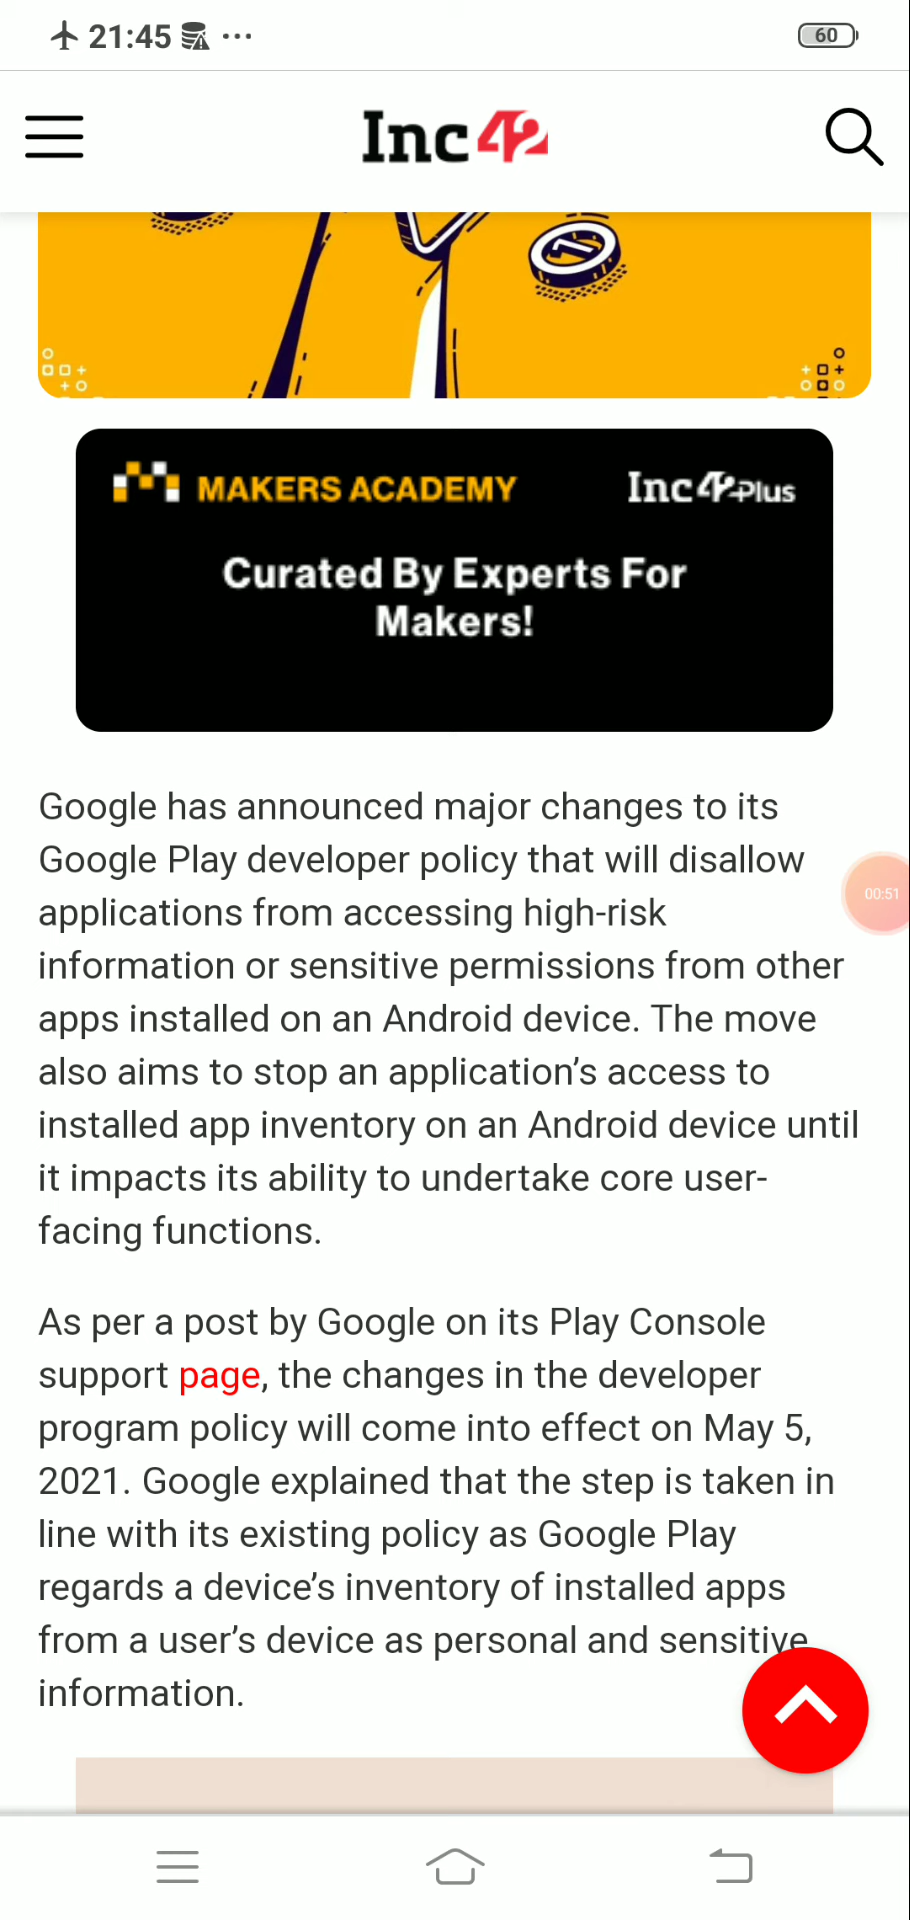 21:45
60
Inc42
MAKERS ACADEMY
Inc42Plus
Curated By Experts For
Makers!
Google has announced major changes to its
Google Play developer policy that will disallow
applications from accessing high-risk
00:51
information or sensitive permissions from other
apps installed on an Android device. The move
also aims to stop an application’s access to
installed app inventory on an Android device until
it impacts its ability to undertake core user-
facing functions.
As per a post by Google on its Play Console
support page, the changes in the developer
program policy will come into effect on May 5,
2021. Google explained that the step is taken in
line with its existing policy as Google Play
regards a device’s inventory of installed apps
from a user’s device as personal and sensitive
information.